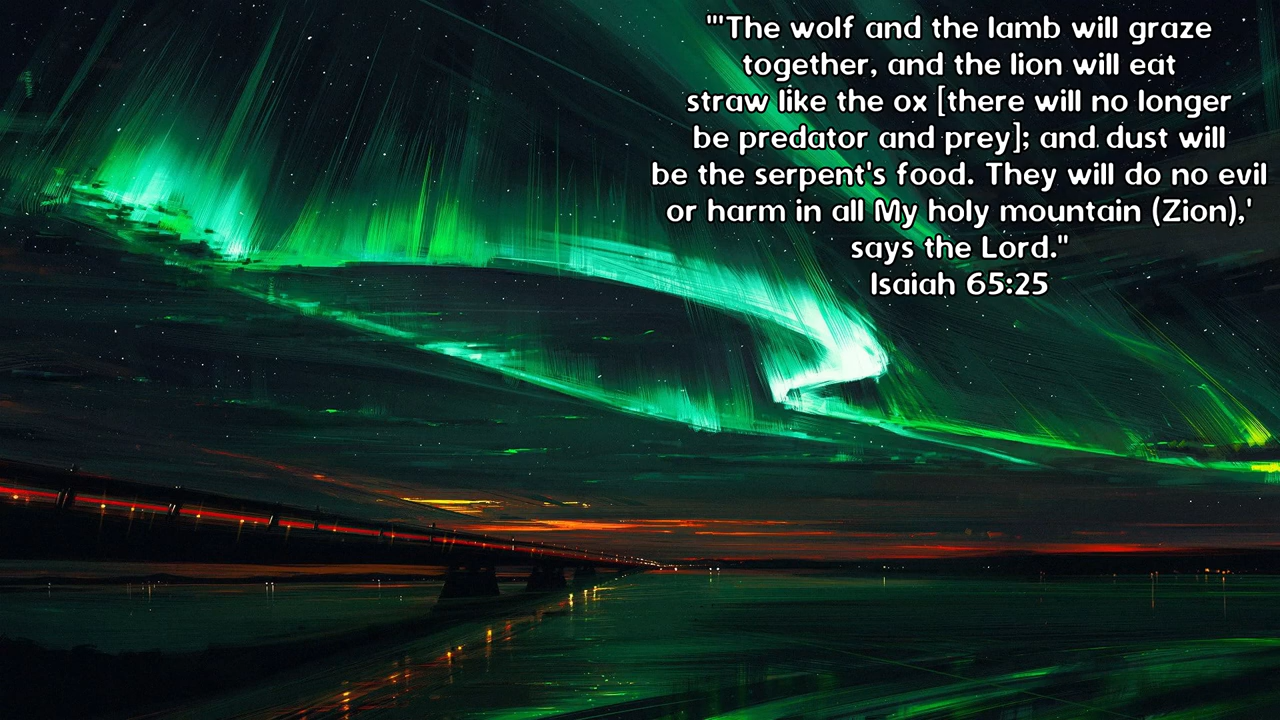 "'The wolf and the lamb will graze
together, and the lion will eat
straw like the ox [there will no longer
be predator and prey]; and dust will
be the serpent's food. They will do no evil
or harm in all My holy mountain (Zion),'
says the Lord."
Isaiah 65:25